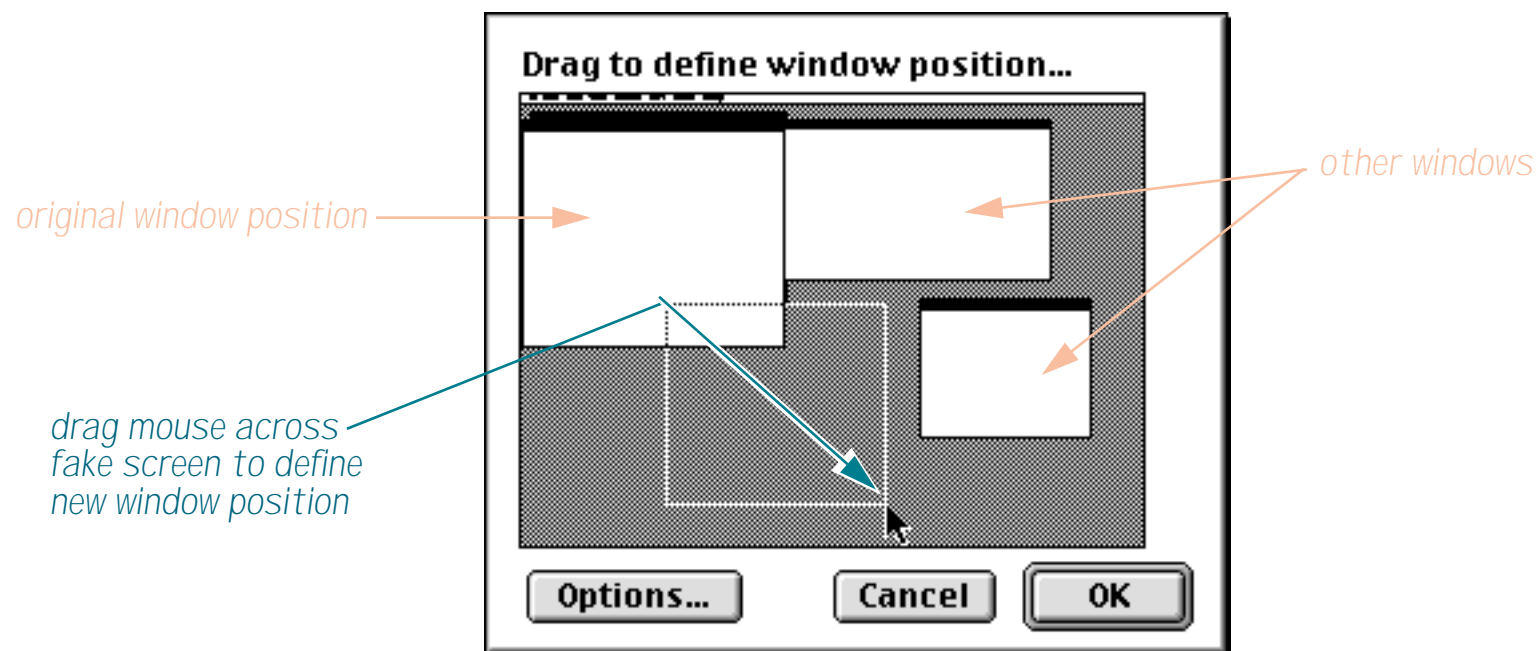 Drag to define window position...
original window position
other windows
drag mouse across
fake screen to define
new window position
Options...
Cancel
OK